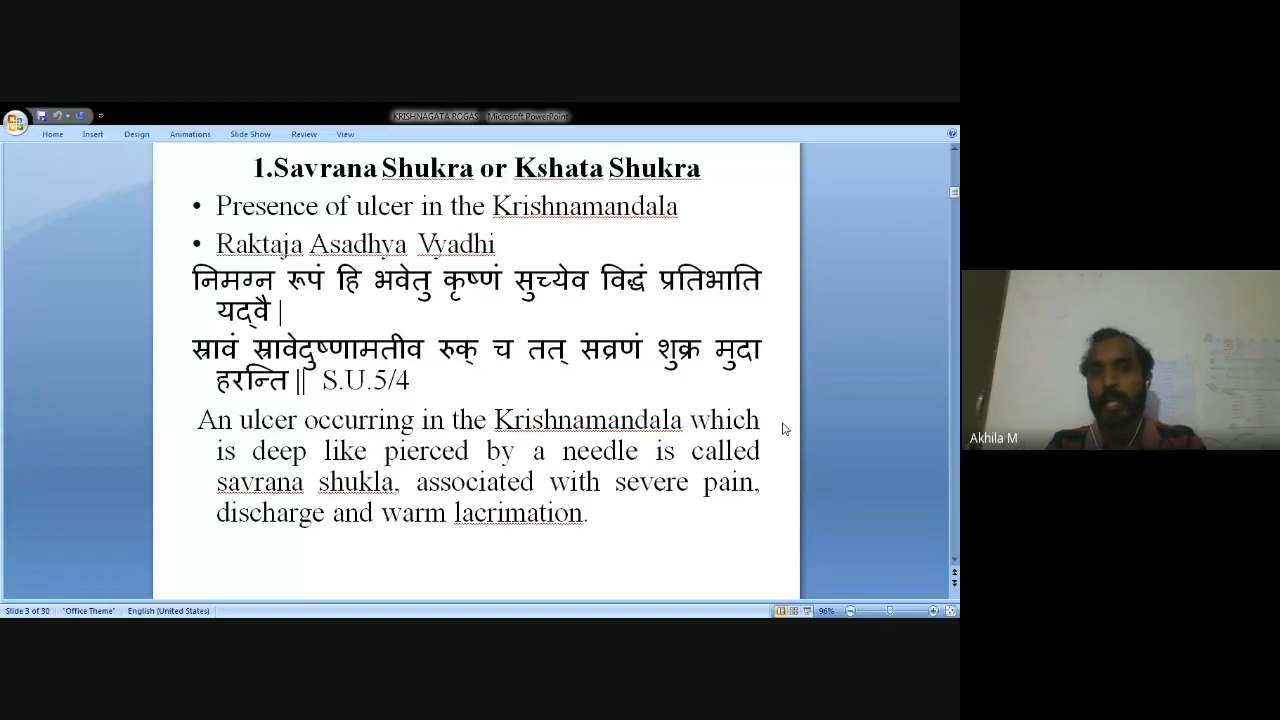 KRISHNAGATA ROGAS - Microsoft PowerPoint
Home Insert Design Animations Slide Show Review View
1.Savrana Shukra or Kshata Shukra
• Presence of ulcer in the Krishnamandala
• Raktaja Asadhya Vyadhi
निमग्न रूपं हि भवेतु कृष्णं सुच्येव विद्धं प्रतिभाति
यद्वै |
स्रावं स्रावेदुष्णामतीव रुक् च तत् सव्रणं शुक्र मुदा
हरन्ति || S.U.5/4
An ulcer occurring in the Krishnamandala which
is deep like pierced by a needle is called
savrana shukla, associated with severe pain,
discharge and warm lacrimation.
Akhila M
Slide 3 of 30 "Office Theme" English (United States) 96%